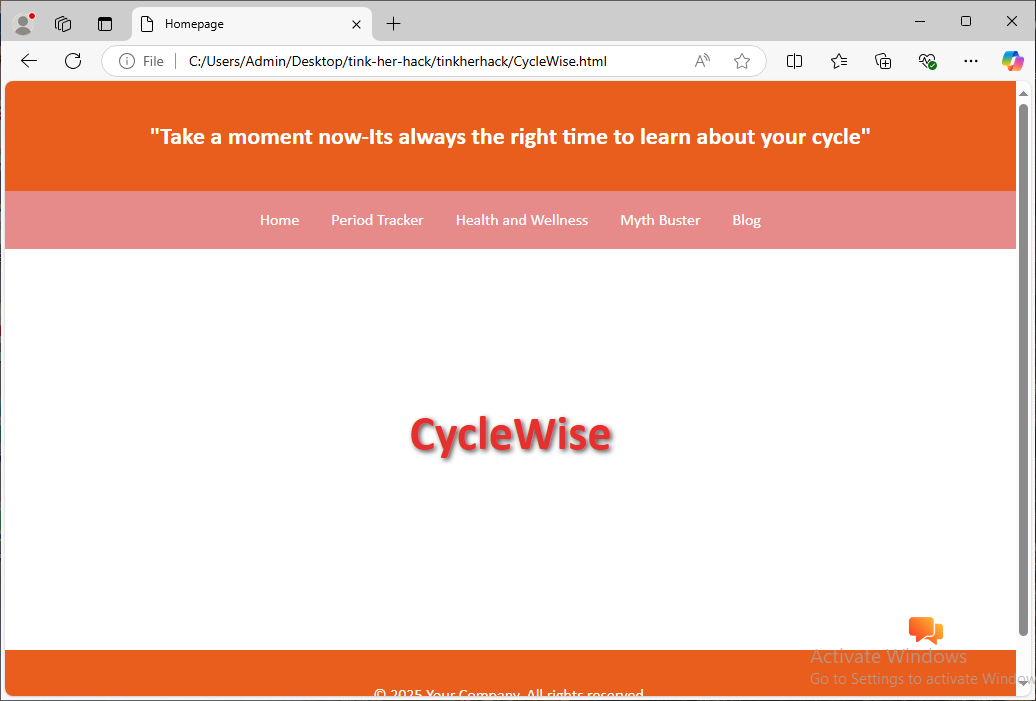 Homepage
File
C:/Users/Admin/Desktop/tink-her-hack/tinkherhack/CycleWise.html
"Take a moment now-Its always the right time to learn about your cycle"
Home Period Tracker Health and Wellness Myth Buster Blog
CycleWise
Activate Windows
Go to Settings to activate Window
© 2025 Your Company. All rights reserved.